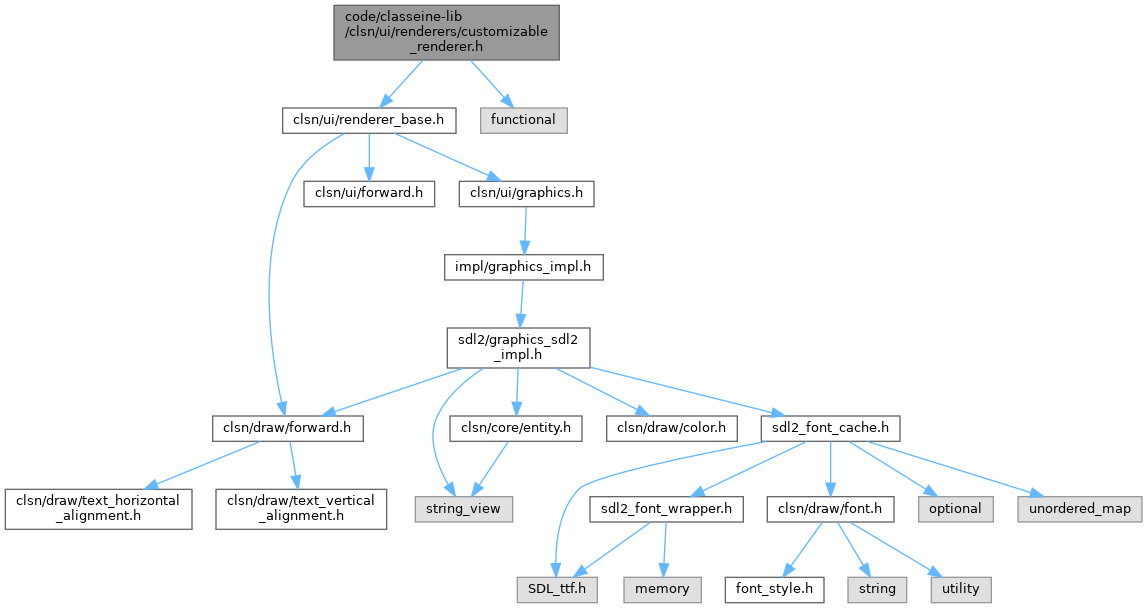 code/classeine-lib
/clsn/ui/renderers/customizable
_renderer.h
clsn/ui/renderer_base.h
functional
clsn/ui/forward.h
clsn/ui/graphics.h
impl/graphics_impl.h
sdl2/graphics_sdl2
_impl.h
clsn/draw/forward.h
clsn/core/entity.h
clsn/draw/color.h
sdl2_font_cache.h
clsn/draw/text_horizontal
_alignment.h
clsn/draw/text_vertical
_alignment.h
string_view
sdl2_font_wrapper.h
clsn/draw/font.h
optional
unordered_map
SDL_ttf.h
memory
font_style.h
string
utility